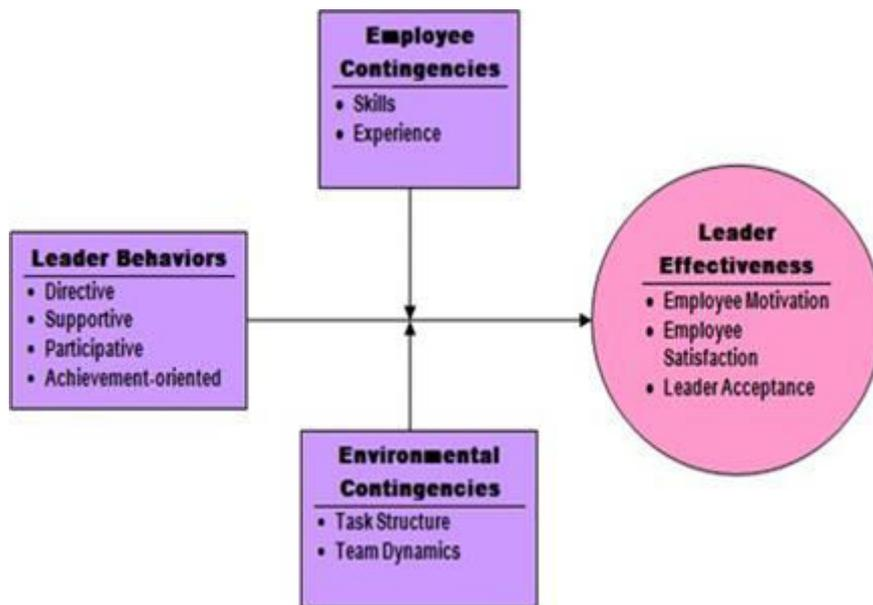 Employee
Contingencies
• Skills
• Experience
Leader Behaviors
• Directive
• Supportive
• Participative
• Achievement-oriented
Leader
Effectiveness
• Employee Motivation
• Employee
Satisfaction
• Leader Acceptance
Environmental
Contingencies
• Task Structure
• Team Dynamics